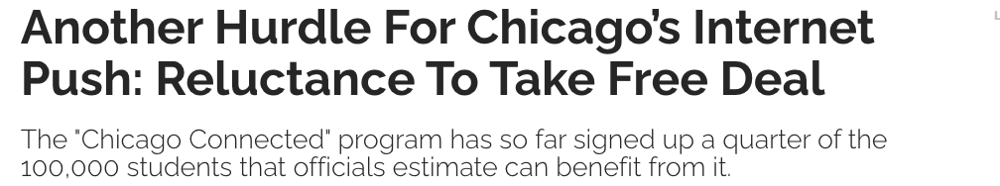 Another Hurdle For Chicago’s Internet
Push: Reluctance To Take Free Deal
The "Chicago Connected" program has so far signed up a quarter of the
100,000 students that officials estimate can benefit from it.